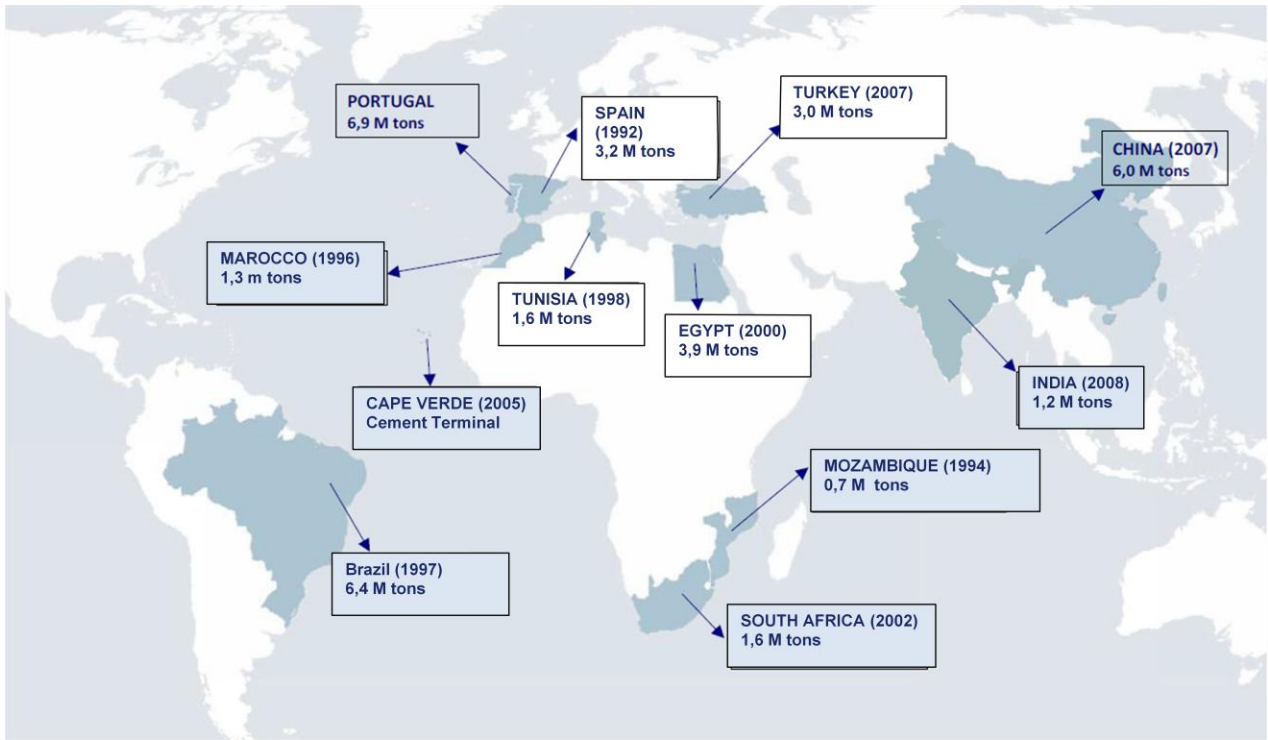 PORTUGAL
6,9 M tons
SPAIN
(1992)
3,2 M tons
TURKEY (2007)
3,0 M tons
CHINA (2007)
6,0 M tons
MAROCCO (1996)
1,3 m tons
TUNISIA (1998)
1,6 M tons
EGYPT (2000)
3,9 M tons
INDIA (2008)
1,2 M tons
CAPE VERDE (2005)
Cement Terminal
MOZAMBIQUE (1994)
0,7 M tons
Brazil (1997)
6,4 M tons
SOUTH AFRICA (2002)
1,6 M tons